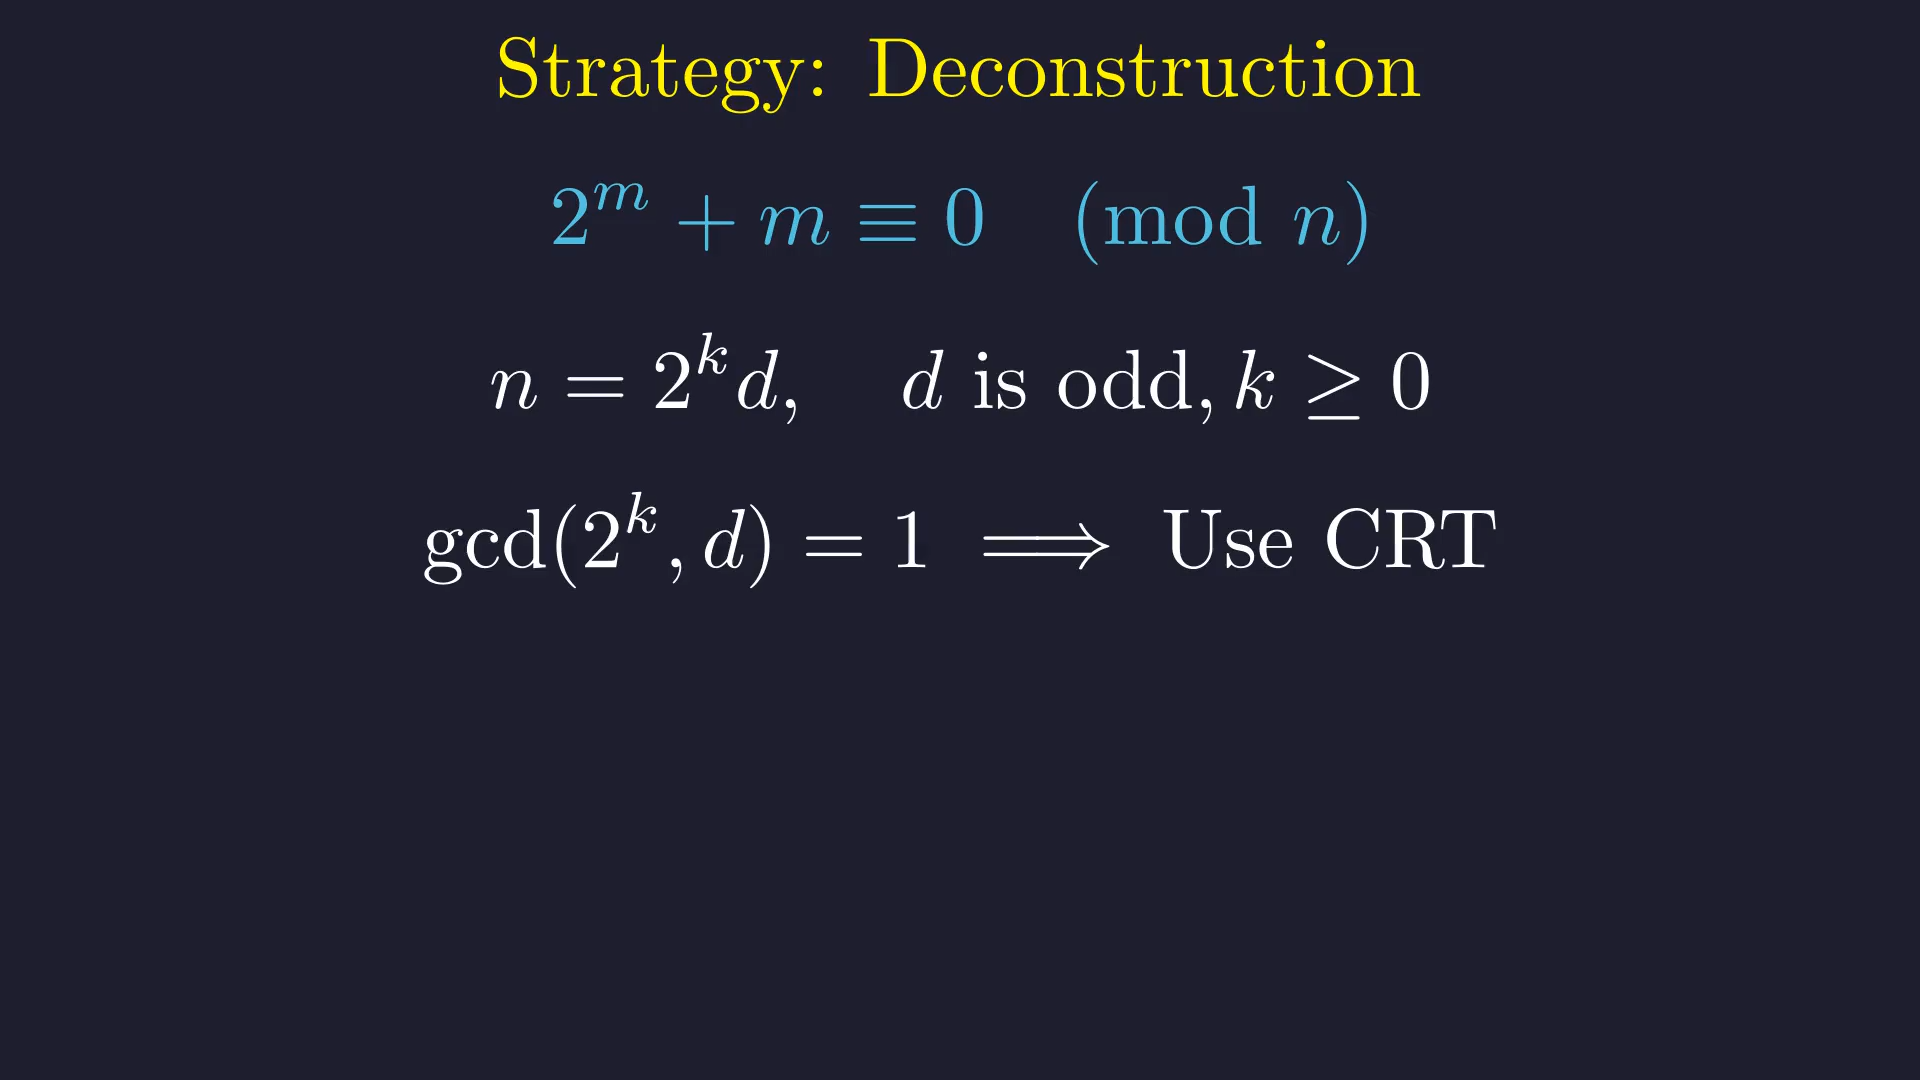 Strategy: Deconstruction
2^m + m ≡ 0 (mod n)
n = 2^k d, d is odd, k ≥ 0
gcd(2^k, d) = 1 ⟹ Use CRT